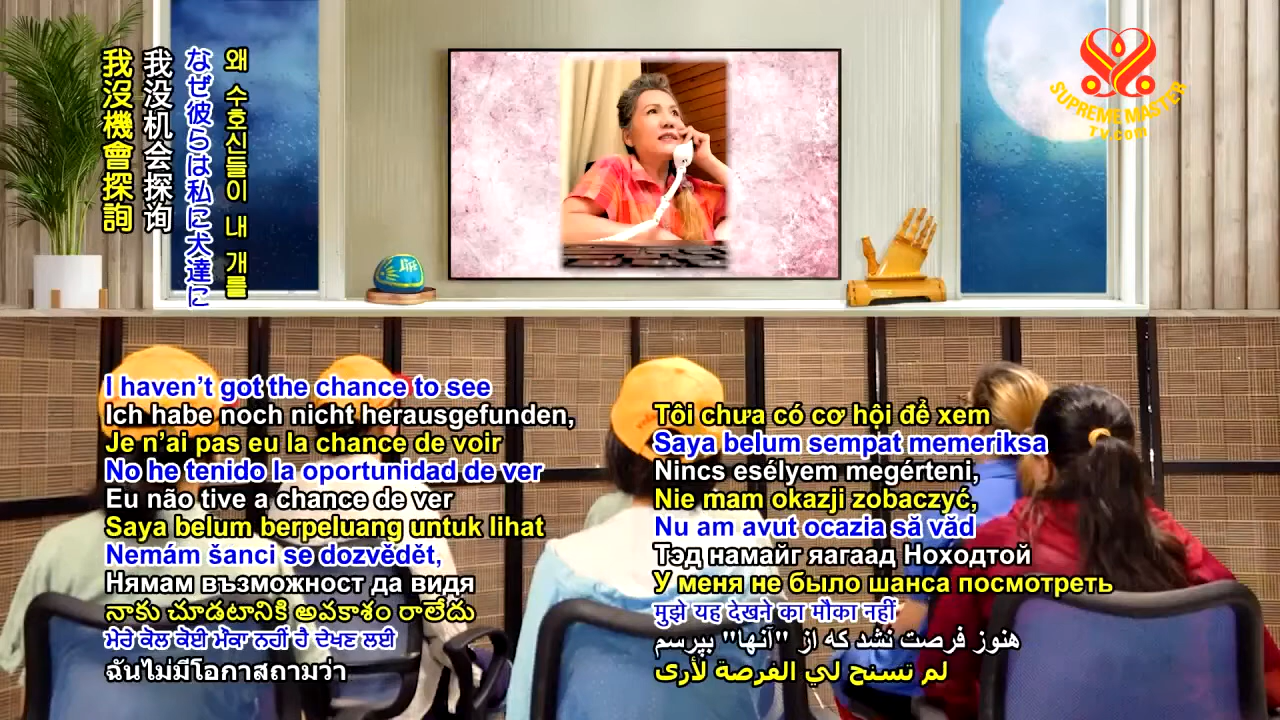 왜 수호신들이 내 개를
なぜ彼らは私に犬達に
我没机会探询
我沒機會探詢
SUPREME MASTER
TV.com
I haven't got the chance to see
Ich habe noch nicht herausgefunden,
Je n'ai pas eu la chance de voir
No he tenido la oportunidad de ver
Eu não tive a chance de ver
Saya belum berpeluang untuk lihat
Nemám šanci se dozvědět,
Нямам възможност да видя
నాకు చూడటానికి అవకాశం రాలేదు
ਮੇਰੇ ਕੋਲ ਕੋਈ ਮੌਕਾ ਨਹੀਂ ਹੈ ਦੇਖਣ ਲਈ
ฉันไม่มีโอกาสถามว่า
Tôi chưa có cơ hội để xem
Saya belum sempat memeriksa
Nincs esélyem megérteni,
Nie mam okazji zobaczyć,
Nu am avut ocazia să văd
Тэд намайг яагаад Ноходтой
У меня не было шанса посмотреть
मुझे यह देखने का मौका नहीं
هنوز فرصت نشد که از "آنها" بپرسم
لم تسنح لي الفرصة لأرى